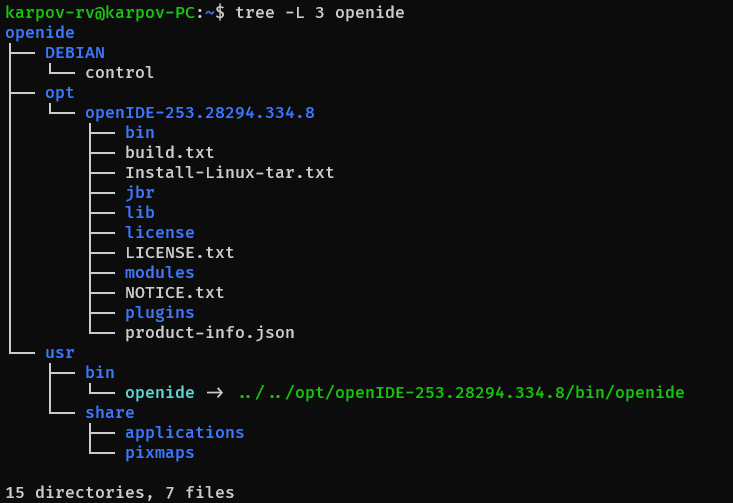 karpov-rv@karpov-PC:~$ tree -L 3 openide
openide
├── DEBIAN
│   └── control
├── opt
│   └── openIDE-253.28294.334.8
│       ├── bin
│       ├── build.txt
│       ├── Install-Linux-tar.txt
│       ├── jbr
│       ├── lib
│       ├── license
│       ├── LICENSE.txt
│       ├── modules
│       ├── NOTICE.txt
│       ├── plugins
│       └── product-info.json
└── usr
    ├── bin
    │   └── openide -> ../../opt/openIDE-253.28294.334.8/bin/openide
    └── share
        ├── applications
        └── pixmaps

15 directories, 7 files